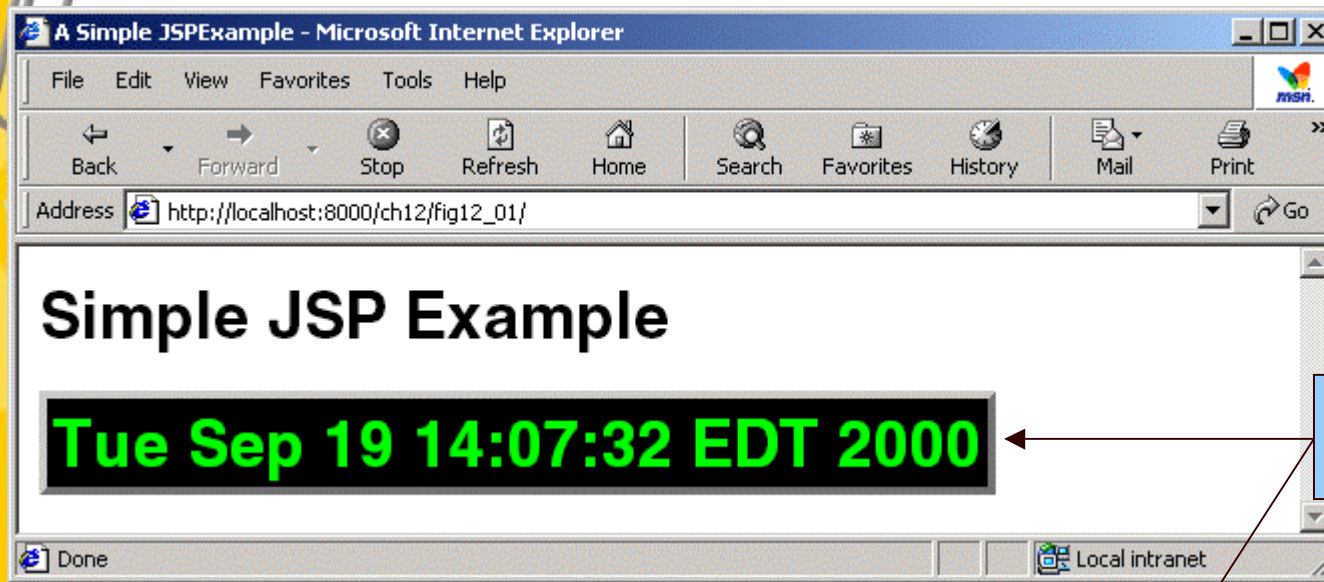 A Simple JSPExample - Microsoft Internet Explorer
File Edit View Favorites Tools Help
msn.
Back Forward Stop Refresh Home Search Favorites History Mail Print »
Address http://localhost:8000/ch12/fig12_01/ Go
Simple JSP Example
Tue Sep 19 14:07:32 EDT 2000
Done Local intranet